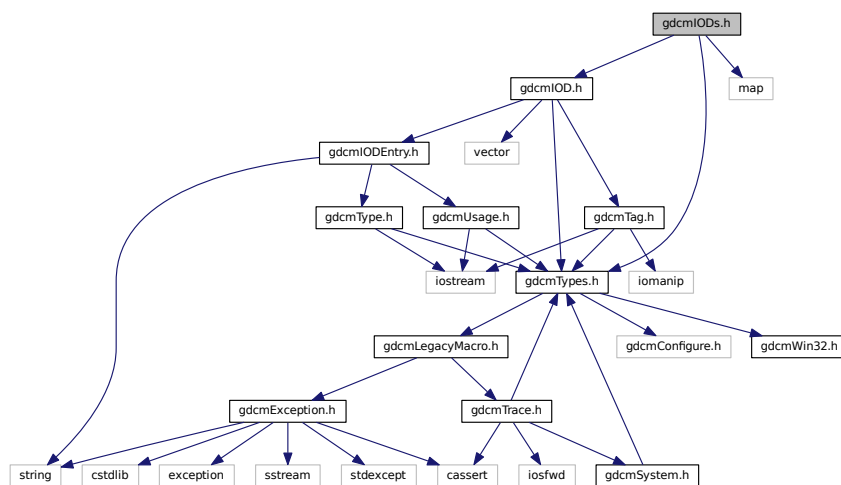 gdcmIODs.h
gdcmIOD.h
map
gdcmIODEntry.h
vector
gdcmType.h
gdcmUsage.h
gdcmTag.h
iostream
gdcmTypes.h
iomanip
gdcmLegacyMacro.h
gdcmConfigure.h
gdcmWin32.h
gdcmException.h
gdcmTrace.h
string
cstdlib
exception
sstream
stdexcept
cassert
iosfwd
gdcmSystem.h